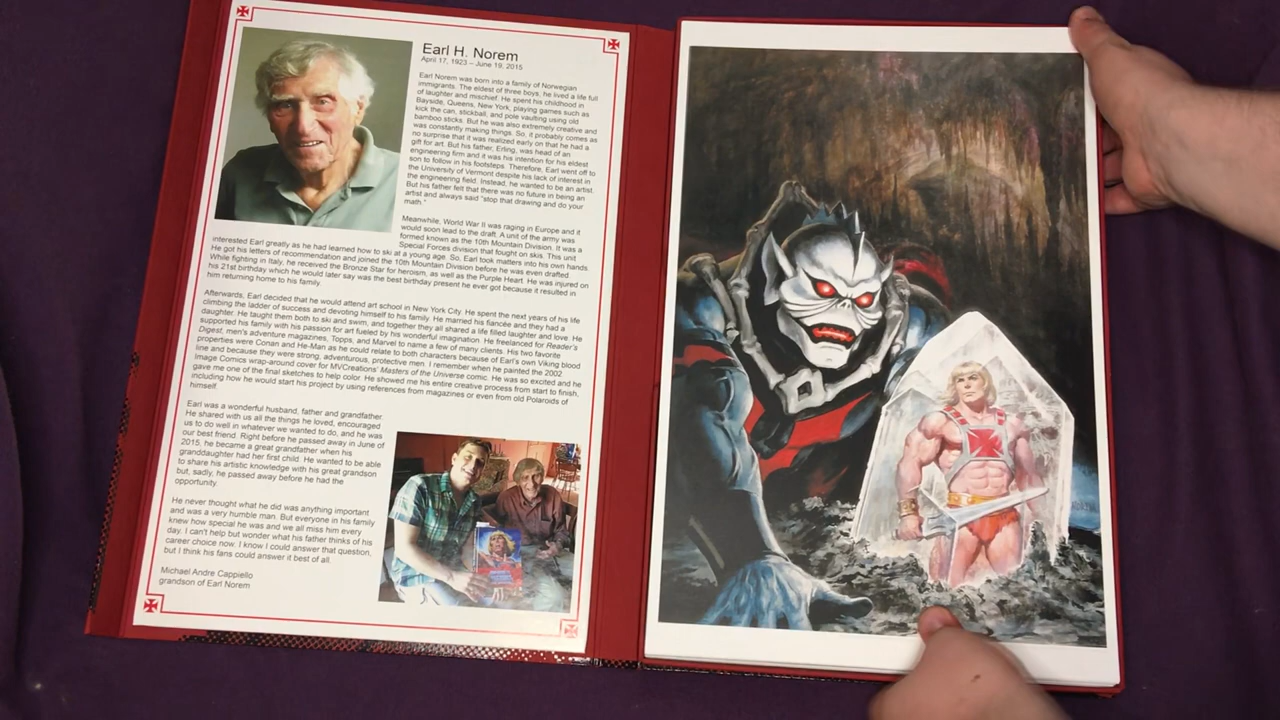 Earl H. Norem
April 17, 1923 – June 19, 2015
Earl Norem was born into a family of Norwegian
immigrants. The eldest of three boys, he lived a life full
of laughter and mischief. He spent his childhood in
Bayside, Queens, New York, playing games such as
kick the can, stickball, and pole vaulting using old
bamboo sticks. But he was also extremely creative and
was constantly making things. So, it probably comes as
no surprise that it was realized early on that he had a
gift for art. But his father, Erling, was head of an
engineering firm and it was his intention for his eldest
son to follow in his footsteps. Therefore, Earl went off to
the University of Vermont despite his lack of interest in
the engineering field. Instead, he wanted to be an artist.
But his father felt that there was no future in being an
artist and always said "stop that drawing and do your
math."
Meanwhile, World War II was raging in Europe and it
would soon lead to the draft. A unit of the army was
formed known as the 10th Mountain Division. It was a
Special Forces division that fought on skis. This unit
interested Earl greatly as he had learned how to ski at a young age. So, Earl took matters into his own hands.
He got his letters of recommendation and joined the 10th Mountain Division before he was even drafted.
While fighting in Italy, he received the Bronze Star for heroism, as well as the Purple Heart. He was injured on
his 21st birthday which he would later say was the best birthday present he ever got because it resulted in
him returning home to his family.
Afterwards, Earl decided that he would attend art school in New York City. He spent the next years of his life
climbing the ladder of success and devoting himself to his family. He married his fiancée and they had a
daughter. He taught them both to ski and swim, and together they all shared a life filled laughter and love. He
supported his family with his passion for art fueled by his wonderful imagination. He freelanced for Reader's
Digest, men's adventure magazines, Topps, and Marvel to name a few of many clients. His two favorite
properties were Conan and He-Man as he could relate to both characters because of Earl's own Viking blood
line and because they were strong, adventurous, protective men. I remember when he painted the 2002
Image Comics wrap-around cover for MVCreations' Masters of the Universe comic. He was so excited and he
gave me one of the final sketches to help color. He showed me his entire creative process from start to finish,
including how he would start his project by using references from magazines or even from old Polaroids of
himself.
Earl was a wonderful husband, father and grandfather.
He shared with us all the things he loved, encouraged
us to do well in whatever we wanted to do, and he was
our best friend. Right before he passed away in June of
2015, he became a great grandfather when his
granddaughter had her first child. He wanted to be able
to share his artistic knowledge with his great grandson
but, sadly, he passed away before he had the
opportunity.
He never thought what he did was anything important
and was a very humble man. But everyone in his family
knew how special he was and we all miss him every
day. I can't help but wonder what his father thinks of his
career choice now. I know I could answer that question,
but I think his fans could answer it best of all.
Michael Andre Cappiello
grandson of Earl Norem